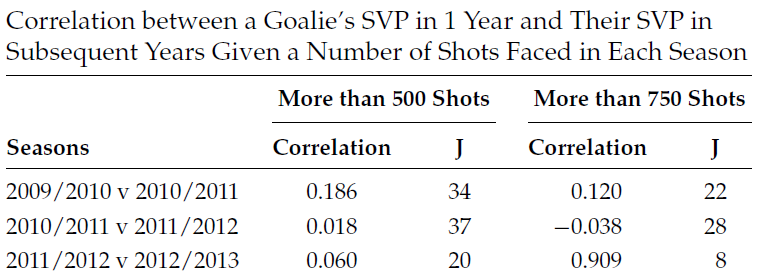 Correlation between a Goalie's SVP in 1 Year and Their SVP in
Subsequent Years Given a Number of Shots Faced in Each Season
More than 500 Shots More than 750 Shots
Seasons Correlation J Correlation J
2009/2010 v 2010/2011 0.186 34 0.120 22
2010/2011 v 2011/2012 0.018 37 −0.038 28
2011/2012 v 2012/2013 0.060 20 0.909 8